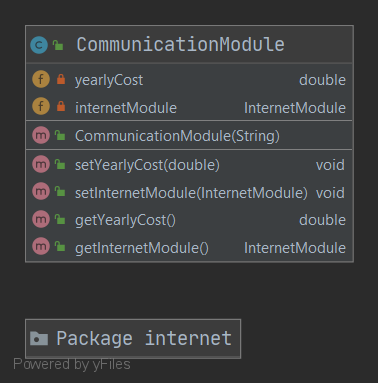 CommunicationModule
yearlyCost double
internetModule InternetModule
CommunicationModule(String)
setYearlyCost(double) void
setInternetModule(InternetModule) void
getYearlyCost() double
getInternetModule() InternetModule
Package internet
Powered by yFiles